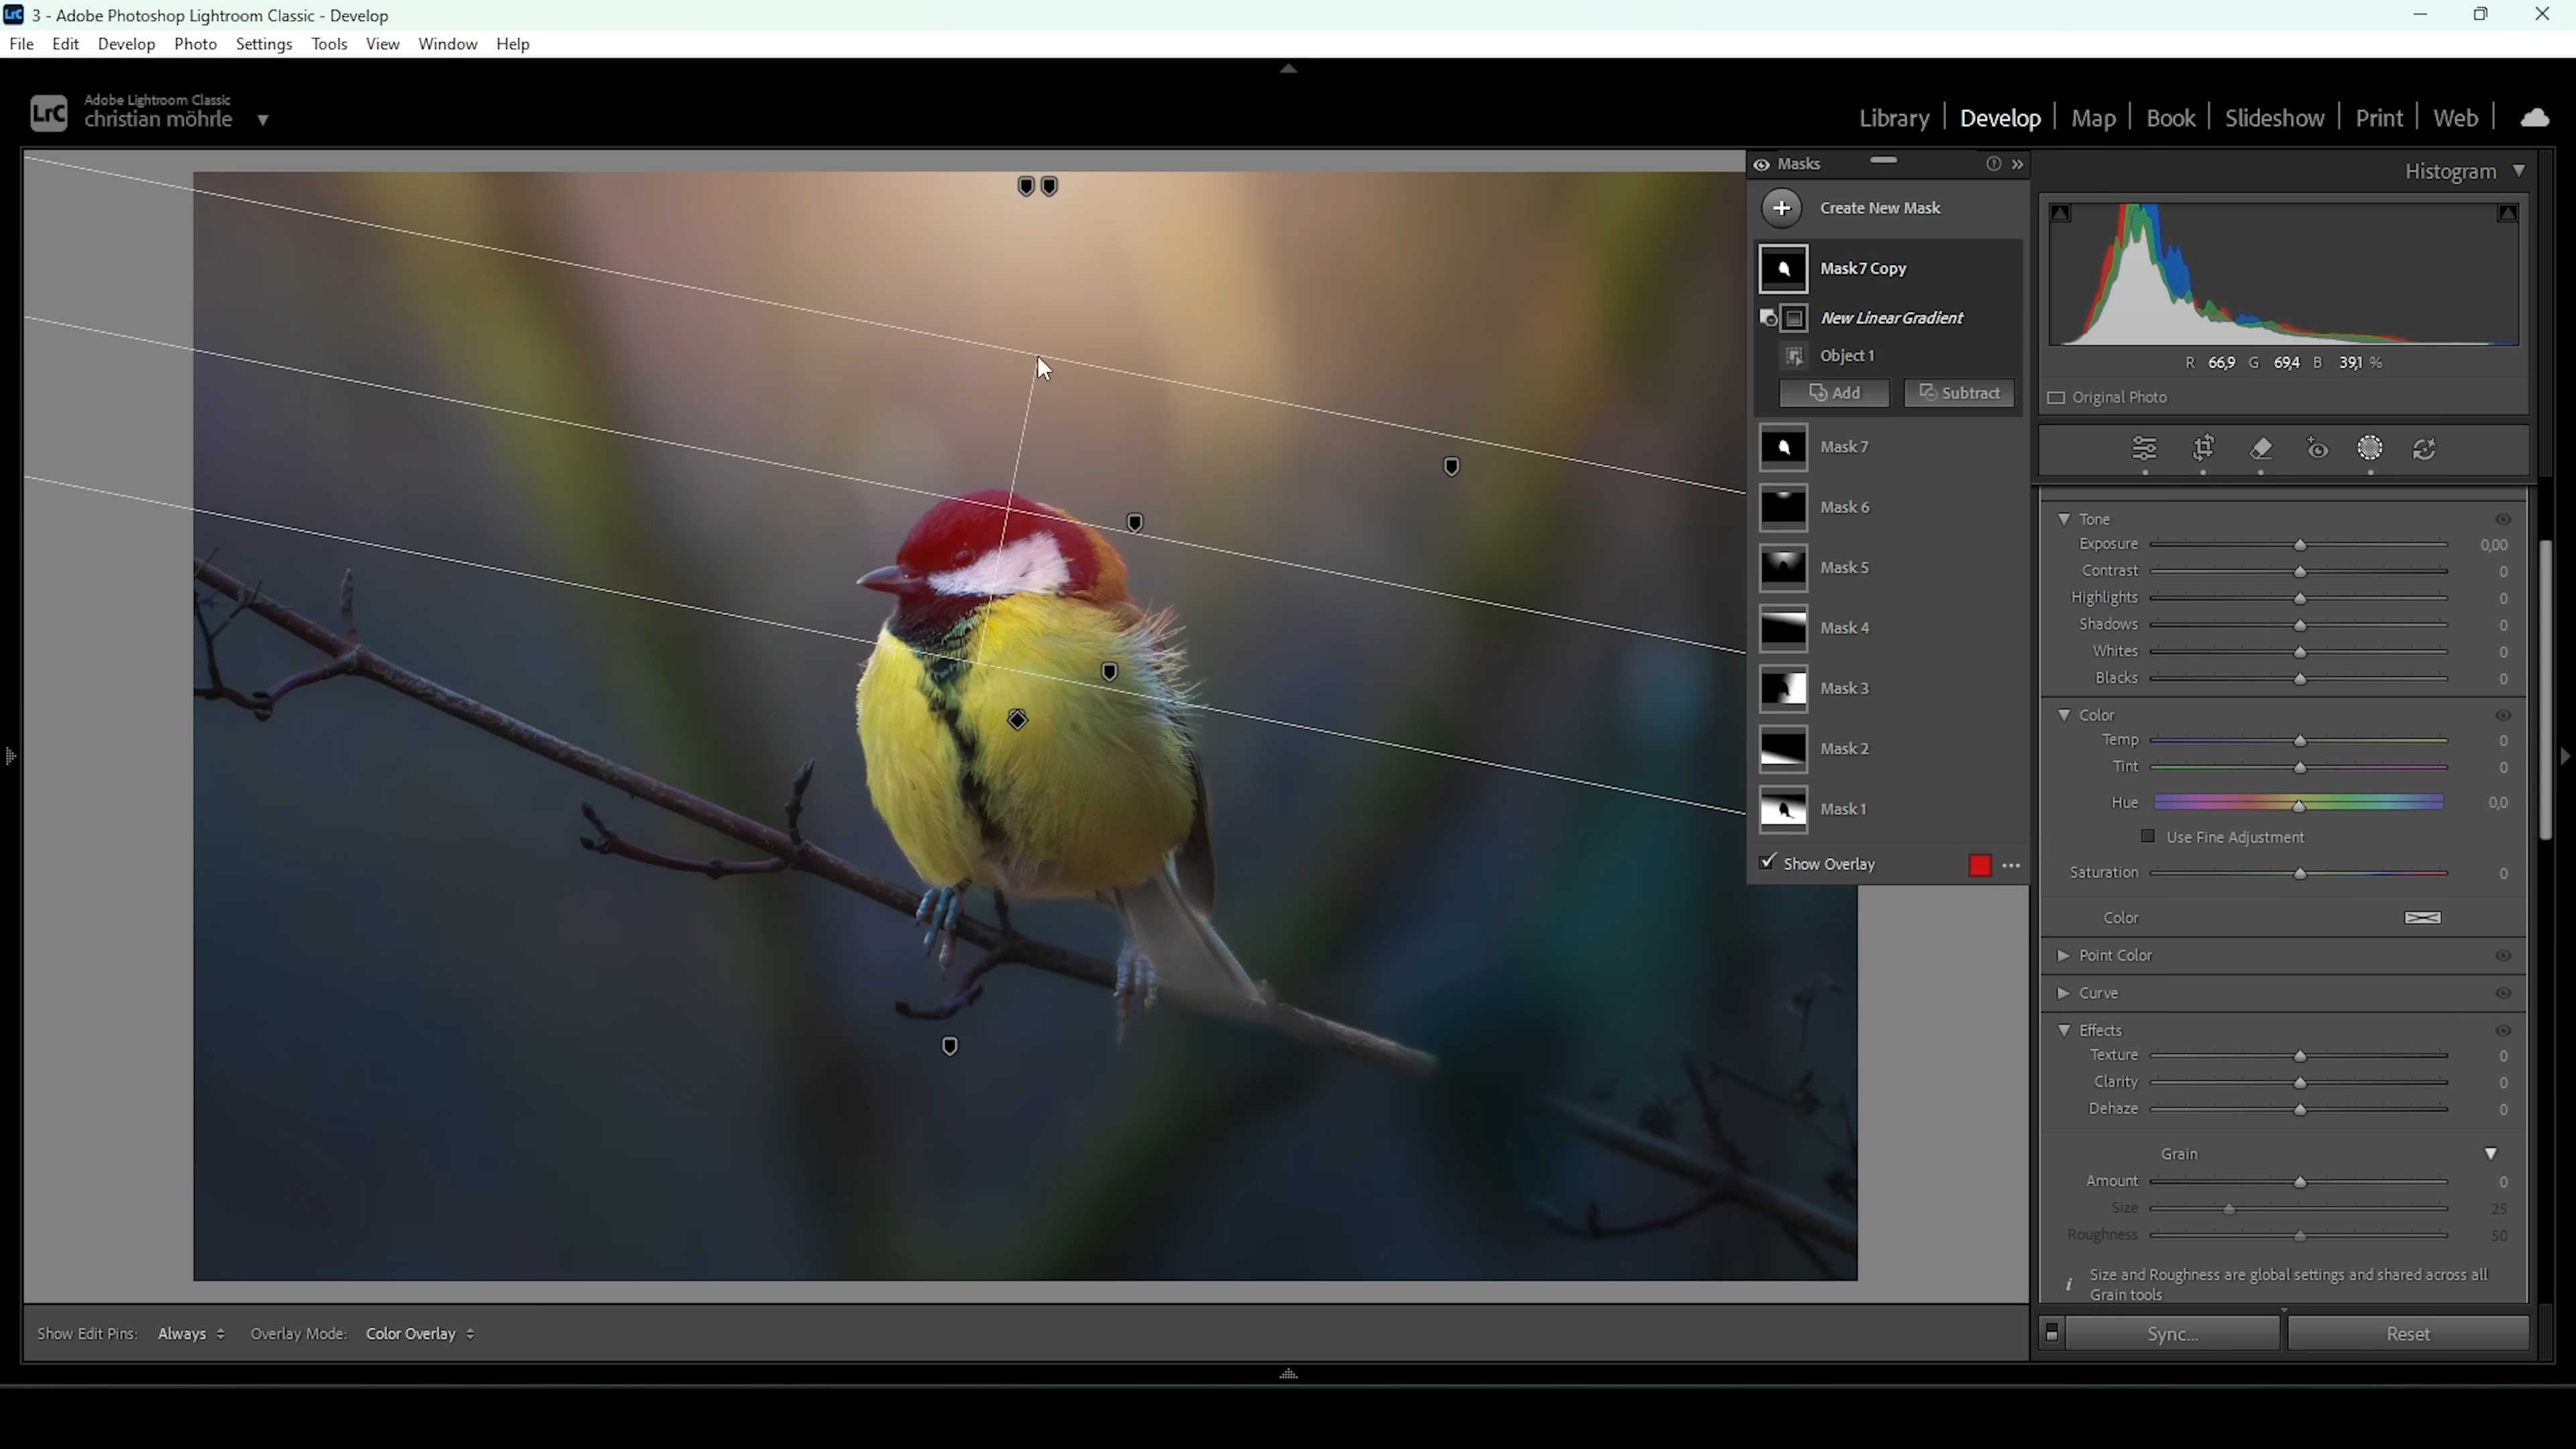 LrC 3 - Adobe Photoshop Lightroom Classic - Develop
File Edit Develop Photo Settings Tools View Window Help
LrC Adobe Lightroom Classic
christian möhrle
Library Develop Map Book Slideshow Print Web
Masks
Create New Mask
Mask7 Copy
New Linear Gradient
Object 1
Add Subtract
Mask 7
Mask 6
Mask 5
Mask 4
Mask 3
Mask 2
Mask 1
Show Overlay
Histogram
R 66,9 G 69,4 B 39,1 %
Original Photo
Tone
Exposure 0,00
Contrast 0
Highlights 0
Shadows 0
Whites 0
Blacks 0
Color
Temp 0
Tint 0
Hue 0,0
Use Fine Adjustment
Saturation 0
Color
Point Color
Curve
Effects
Texture 0
Clarity 0
Dehaze 0
Grain
Amount 0
Size 25
Roughness 50
Size and Roughness are global settings and shared across all
Grain tools
Sync... Reset
Show Edit Pins: Always Overlay Mode: Color Overlay